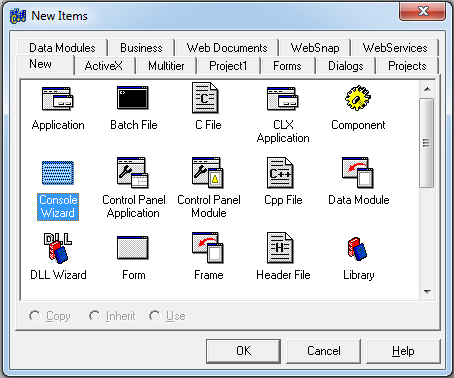 New Items
Data Modules Business Web Documents WebSnap WebServices
New ActiveX Multitier Project1 Forms Dialogs Projects
Application Batch File C File CLX Application Component
Console Wizard Control Panel Application Control Panel Module Cpp File Data Module
DLL Wizard Form Frame Header File Library
Copy Inherit Use
OK Cancel Help